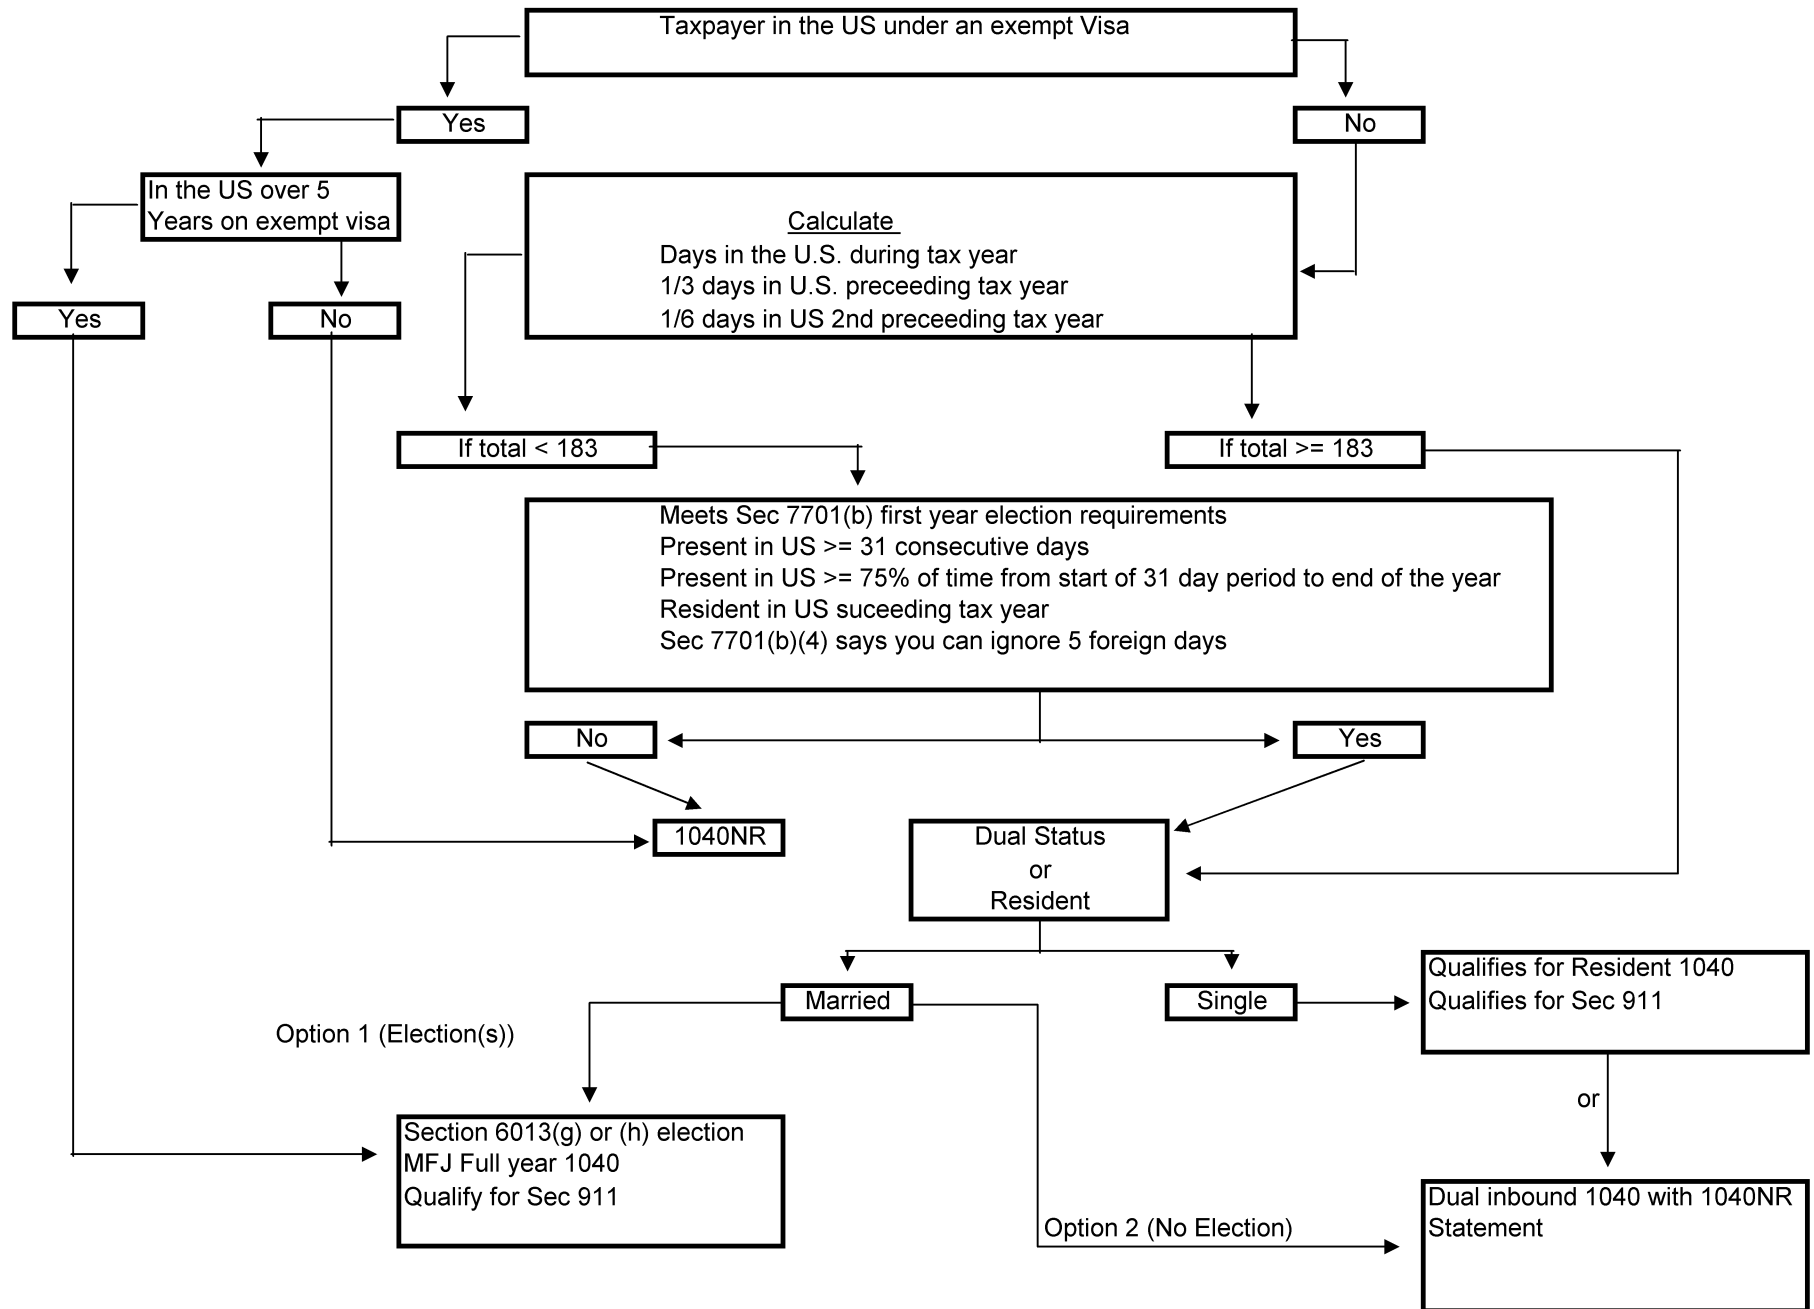 Taxpayer in the US under an exempt Visa
Yes
No
In the US over 5
Years on exempt visa
Calculate
Days in the U.S. during tax year
1/3 days in U.S. preceeding tax year
1/6 days in US 2nd preceeding tax year
Yes
No
If total < 183
If total >= 183
Meets Sec 7701(b) first year election requirements
Present in US >= 31 consecutive days
Present in US >= 75% of time from start of 31 day period to end of the year
Resident in US suceeding tax year
Sec 7701(b)(4) says you can ignore 5 foreign days
No
Yes
1040NR
Dual Status
or
Resident
Married
Single
Qualifies for Resident 1040
Qualifies for Sec 911
Option 1 (Election(s))
or
Section 6013(g) or (h) election
MFJ Full year 1040
Qualify for Sec 911
Option 2 (No Election)
Dual inbound 1040 with 1040NR
Statement